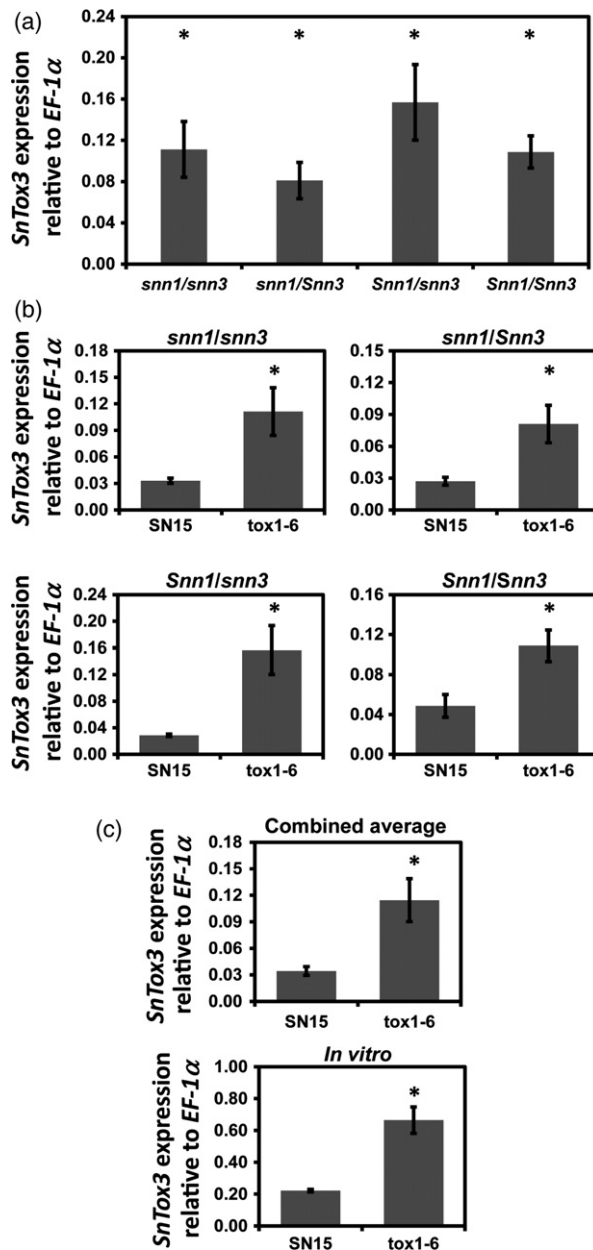 (a)
SnTox3 expression
relative to EF-1α
0.24
0.20
0.16
0.12
0.08
0.04
0.00
* * * *
snn1/snn3 snn1/Snn3 Snn1/snn3 Snn1/Snn3
(b)
snn1/snn3
SnTox3 expression
relative to EF-1α
0.18
0.15
0.12
0.09
0.06
0.03
0.00
*
SN15 tox1-6
snn1/Snn3
0.15
0.12
0.09
0.06
0.03
0.00
*
SN15 tox1-6
Snn1/snn3
SnTox3 expression
relative to EF-1α
0.24
0.20
0.16
0.12
0.08
0.04
0.00
*
SN15 tox1-6
Snn1/Snn3
0.16
0.12
0.08
0.04
0.00
*
SN15 tox1-6
(c)
Combined average
SnTox3 expression
relative to EF-1α
0.18
0.15
0.12
0.09
0.06
0.03
0.00
*
SN15 tox1-6
In vitro
SnTox3 expression
relative to EF-1α
1.00
0.80
0.60
0.40
0.20
0.00
*
SN15 tox1-6